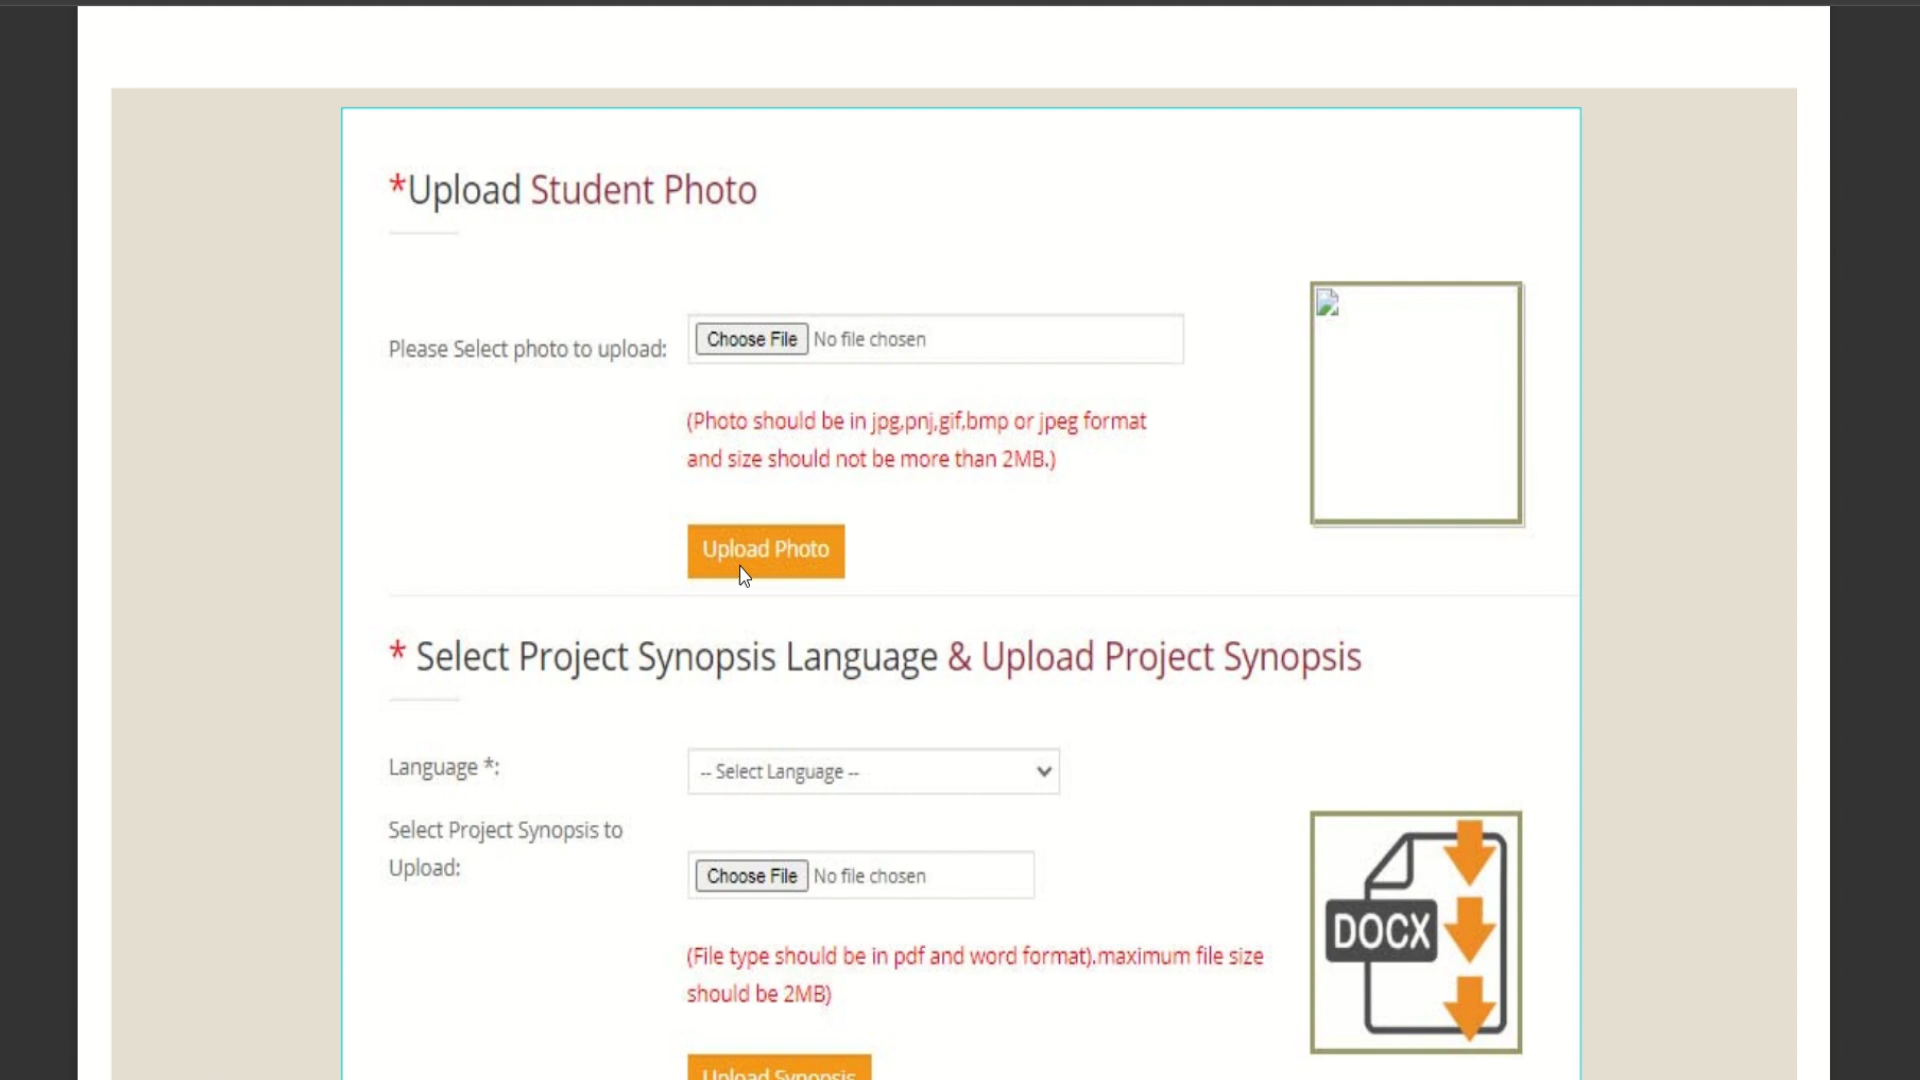 *Upload Student Photo
Please Select photo to upload:
Choose File No file chosen
(Photo should be in jpg,pnj,gif,bmp or jpeg format
and size should not be more than 2MB.)
Upload Photo
* Select Project Synopsis Language & Upload Project Synopsis
Language *:
-- Select Language --
Select Project Synopsis to
Upload:
Choose File No file chosen
DOCX
(File type should be in pdf and word format).maximum file size
should be 2MB)
Upload Synopsis